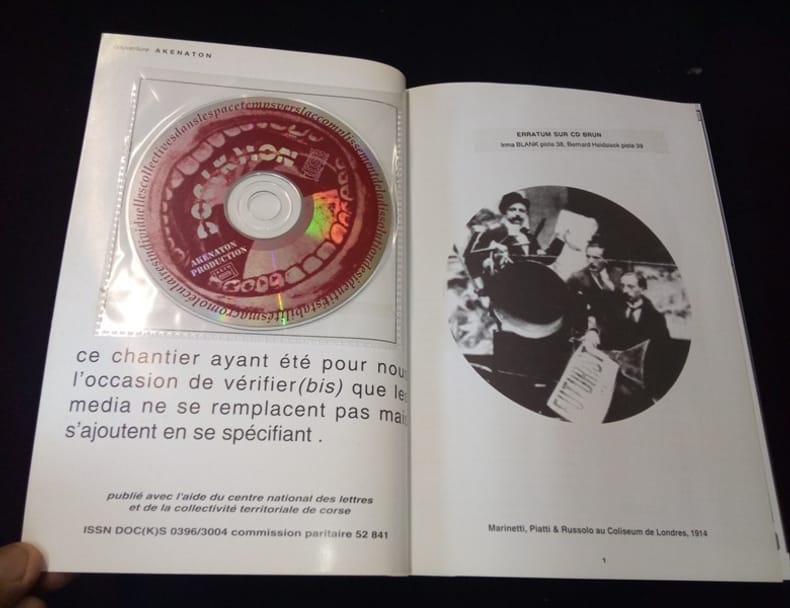 couverture AKENATON
AKENATON
PRODUCTION
ce chantier ayant été pour nou
l'occasion de vérifier(bis) que le
media ne se remplacent pas mai
s'ajoutent en se spécifiant .
publié avec l'aide du centre national des lettres
et de la collectivité territoriale de corse
ISSN DOC(K)S 0396/3004 commission paritaire 52 841
ERRATUM SUR CD BRUN
Irma BLANK piste 38, Bernard Heidsieck piste 39
FUTURIST
Marinetti, Piatti & Russolo au Coliseum de Londres, 1914
1